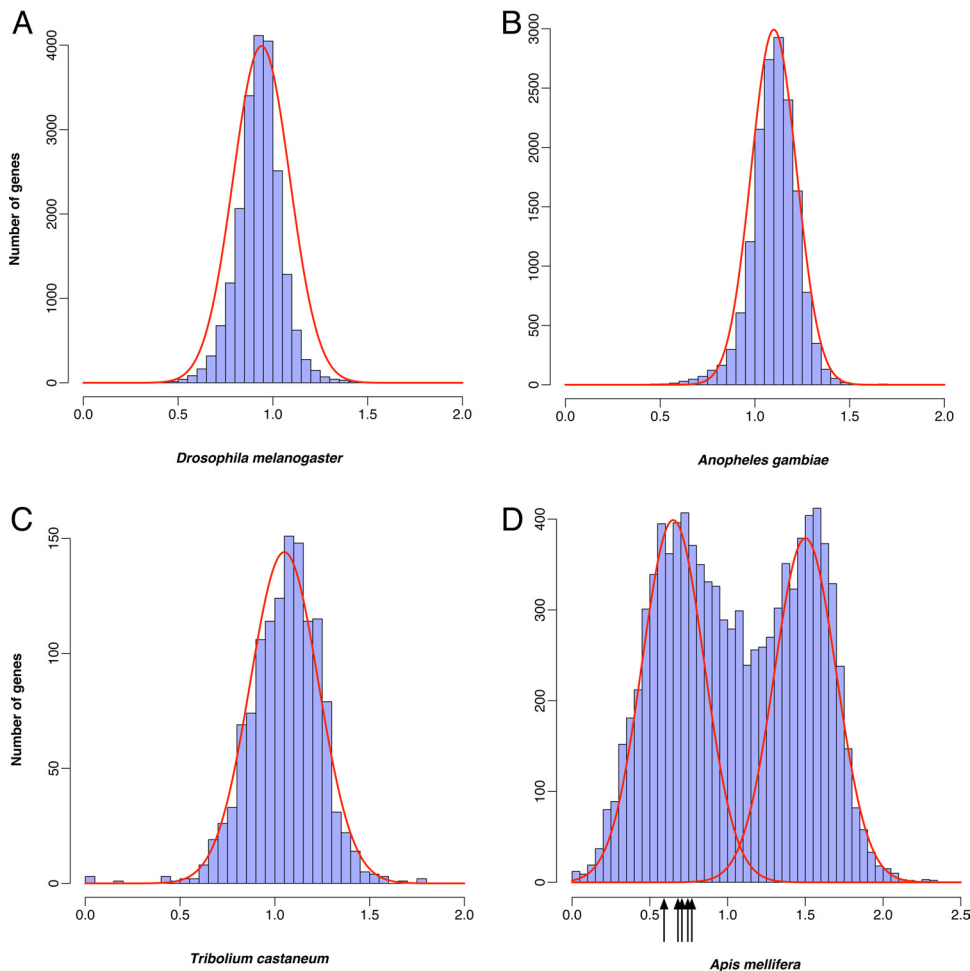 A
Number of genes
4000
3000
2000
1000
0
0.0 0.5 1.0 1.5 2.0
Drosophila melanogaster
B
3000
2500
2000
1500
1000
500
0
0.0 0.5 1.0 1.5 2.0
Anopheles gambiae
C
Number of genes
150
100
50
0
0.0 0.5 1.0 1.5 2.0
Tribolium castaneum
D
400
300
200
100
0
0.0 0.5 1.0 1.5 2.0 2.5
Apis mellifera